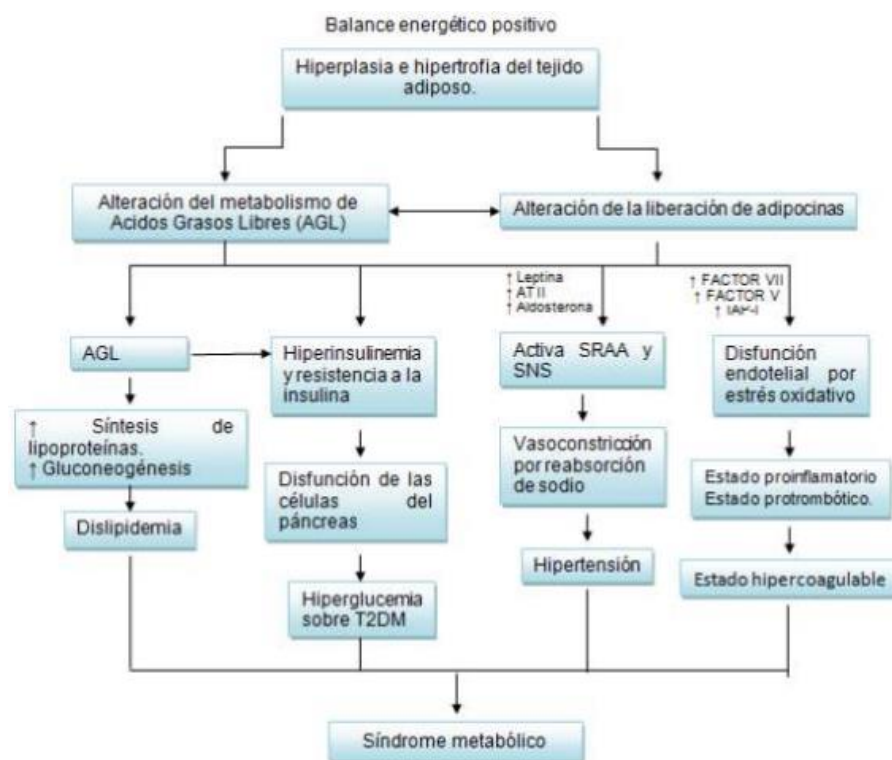 Balance energético positivo
Hiperplasia e hipertrofia del tejido
adiposo.
Alteración del metabolismo de
Acidos Grasos Libres (AGL)
Alteración de la liberación de adipocinas
↑ Leptina
↑ AT II
↑ Aldosterona
↑ FACTOR VII
↑ FACTOR V
↑ IAP-I
AGL
Hiperinsulinemia
y resistencia a la
insulina
Activa SRAA y
SNS
Disfunción
endotelial por
estrés oxidativo
↑ Síntesis de
lipoproteínas.
↑ Gluconeogénesis
Disfunción de las
células del
páncreas
Vasoconstricción
por reabsorción
de sodio
Estado proinflamatorio
Estado protrombótico.
Dislipidemia
Hiperglucemia
sobre T2DM
Hipertensión
Estado hipercoagulable
Síndrome metabólico